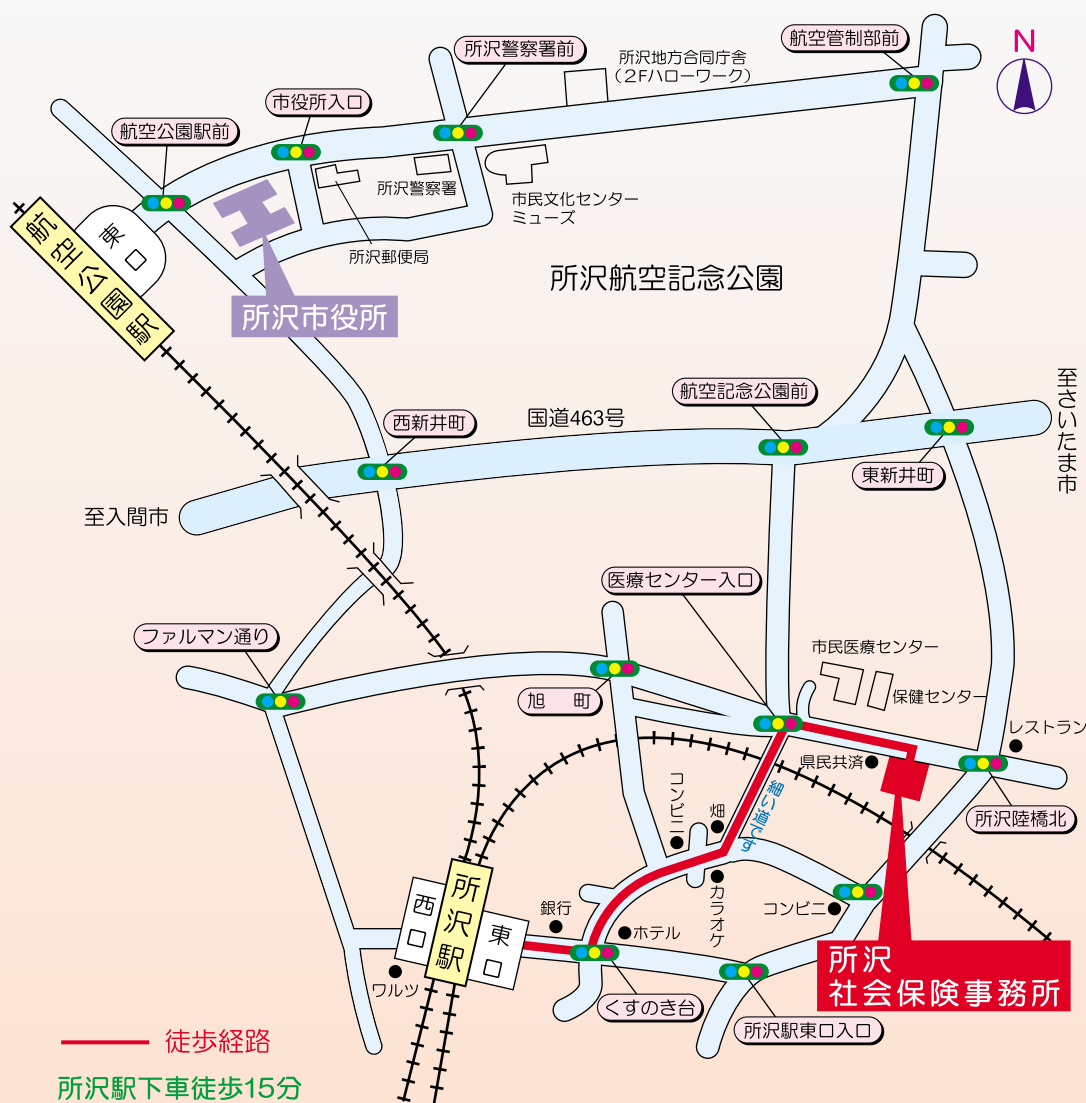 所沢警察署前
航空管制部前
N
所沢地方合同庁舎
（2Fハローワーク）
市役所入口
航空公園駅前
所沢警察署
市民文化センター
ミューズ
東口
航空公園駅
所沢郵便局
所沢航空記念公園
所沢市役所
至さいたま市
航空記念公園前
西新井町
国道463号
東新井町
至入間市
医療センター入口
ファルマン通り
市民医療センター
旭　町
保健センター
レストラン
県民共済
コンビニ
畑
細い道です
所沢陸橋北
西口
所沢駅
東口
銀行
ホテル
カラオケ
コンビニ
所沢
社会保険事務所
ワルツ
くすのき台
所沢駅東口入口
徒歩経路
所沢駅下車徒歩15分